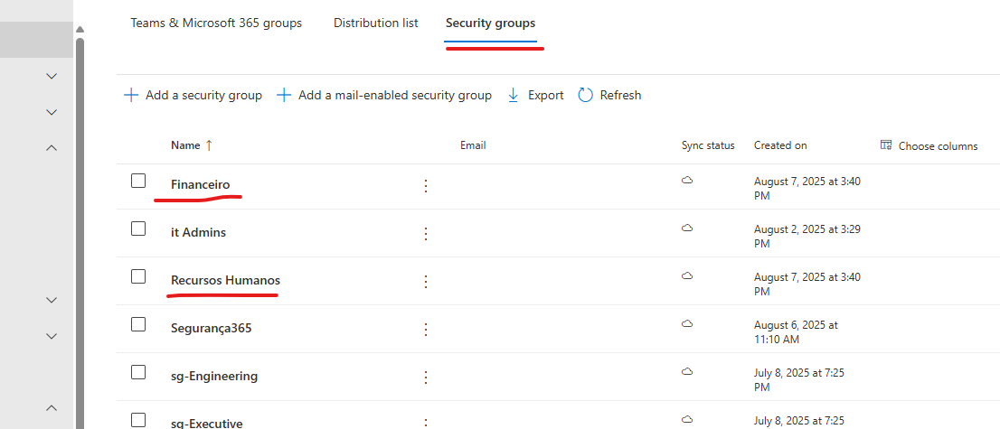 Teams & Microsoft 365 groups Distribution list Security groups
Add a security group Add a mail-enabled security group Export Refresh
Name ↑ Email Sync status Created on Choose columns
Financeiro August 7, 2025 at 3:40
PM
it Admins August 2, 2025 at 3:29
PM
Recursos Humanos August 7, 2025 at 3:40
PM
Segurança365 August 6, 2025 at
11:10 AM
sg-Engineering July 8, 2025 at 7:25
PM
sg-Executive July 8, 2025 at 7:25